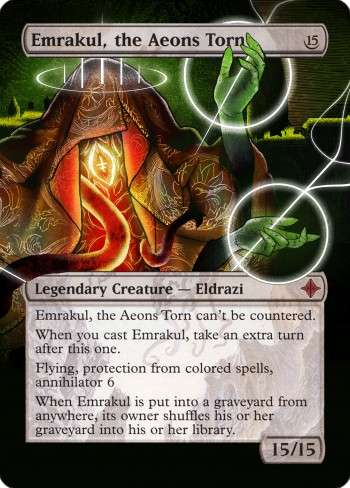 Emrakul, the Aeons Torn 15
Legendary Creature — Eldrazi
Emrakul, the Aeons Torn can't be countered.
When you cast Emrakul, take an extra turn
after this one.
Flying, protection from colored spells,
annihilator 6
When Emrakul is put into a graveyard from
anywhere, its owner shuffles his or her
graveyard into his or her library.
15/15